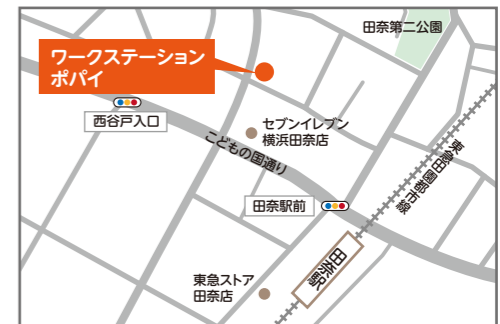 田奈第二公園
ワークステーション
ポパイ
西谷戸入口
セブンイレブン
横浜田奈店
こどもの国通り
東急田園都市線
田奈駅前
田奈駅
東急ストア
田奈店